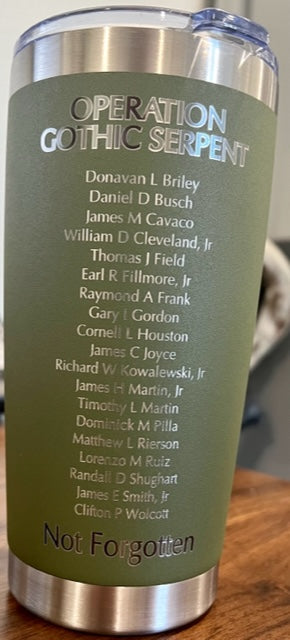 OPERATION
GOTHIC SERPENT
Donavan L Briley
Daniel D Busch
James M Cavaco
William D Cleveland, Jr
Thomas J Field
Earl R Fillmore, Jr
Raymond A Frank
Gary I Gordon
Cornell L Houston
James C Joyce
Richard W Kowalewski, Jr
James H Martin, Jr
Timothy L Martin
Dominick M Pilla
Matthew L Rierson
Lorenzo M Ruiz
Randall D Shughart
James E Smith, Jr
Clifton P Wolcott
Not Forgotten